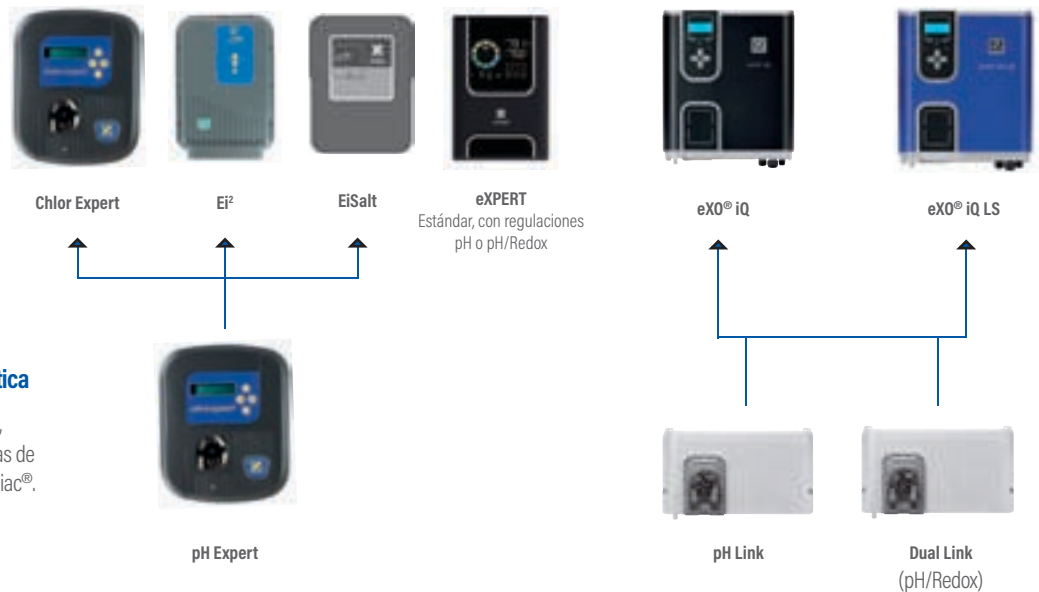 Chlor Expert
Ei²
EiSalt
eXPERT
Estándar, con regulaciones
pH o pH/Redox
eXO® iQ
eXO® iQ LS
tica
,
as de
iac®.
pH Expert
pH Link
Dual Link
(pH/Redox)